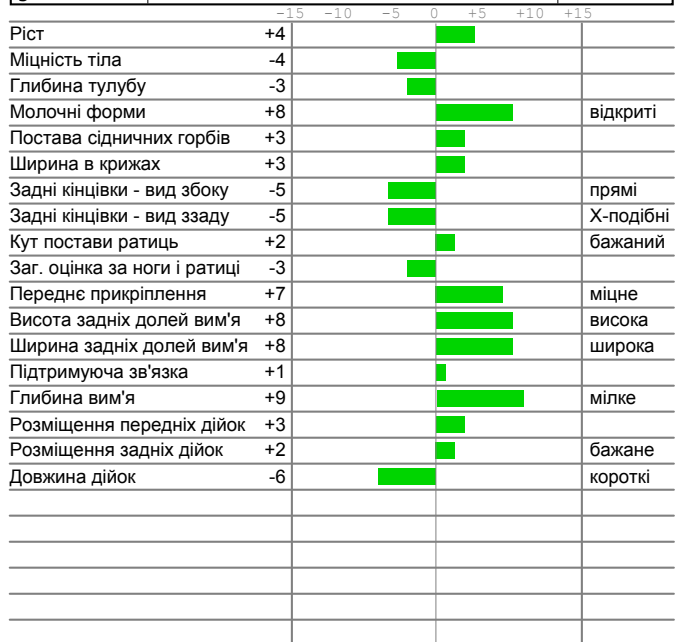 -15 -10 -5 0 +5 +10 +15
Ріст +4
Міцність тіла -4
Глибина тулубу -3
Молочні форми +8 відкриті
Постава сідничних горбів +3
Ширина в крижах +3
Задні кінцівки - вид збоку -5 прямі
Задні кінцівки - вид ззаду -5 Х-подібні
Кут постави ратиць +2 бажаний
Заг. оцінка за ноги і ратиці -3
Переднє прикріплення +7 міцне
Висота задніх долей вим'я +8 висока
Ширина задніх долей вим'я +8 широка
Підтримуюча зв'язка +1
Глибина вим'я +9 мілке
Розміщення передніх дійок +3
Розміщення задніх дійок +2 бажане
Довжина дійок -6 короткі